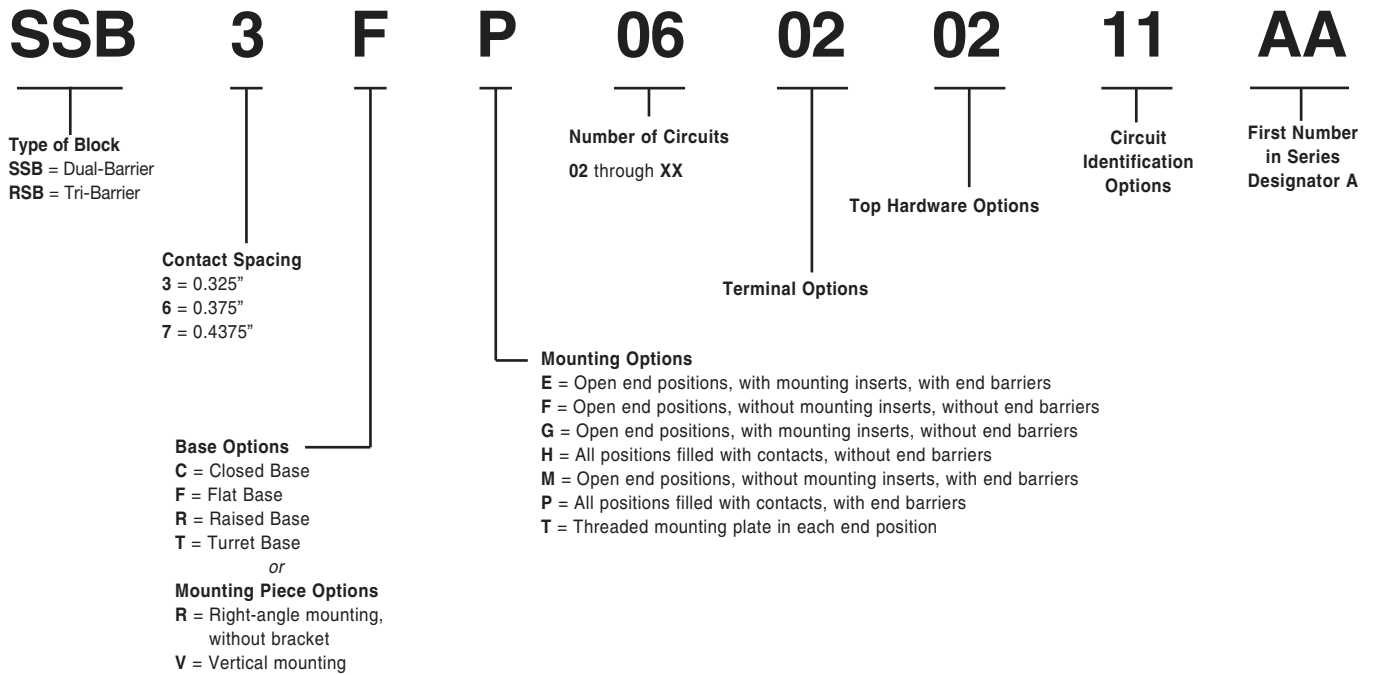 SSB 3 F P 06 02 02 11 AA
Type of Block
SSB = Dual-Barrier
RSB = Tri-Barrier
Contact Spacing
3 = 0.325”
6 = 0.375”
7 = 0.4375”
Base Options
C = Closed Base
F = Flat Base
R = Raised Base
T = Turret Base
or
Mounting Piece Options
R = Right-angle mounting,
without bracket
V = Vertical mounting
Mounting Options
E = Open end positions, with mounting inserts, with end barriers
F = Open end positions, without mounting inserts, without end barriers
G = Open end positions, with mounting inserts, without end barriers
H = All positions filled with contacts, without end barriers
M = Open end positions, without mounting inserts, with end barriers
P = All positions filled with contacts, with end barriers
T = Threaded mounting plate in each end position
Number of Circuits
02 through XX
Terminal Options
Top Hardware Options
Circuit
Identification
Options
First Number
in Series
Designator A